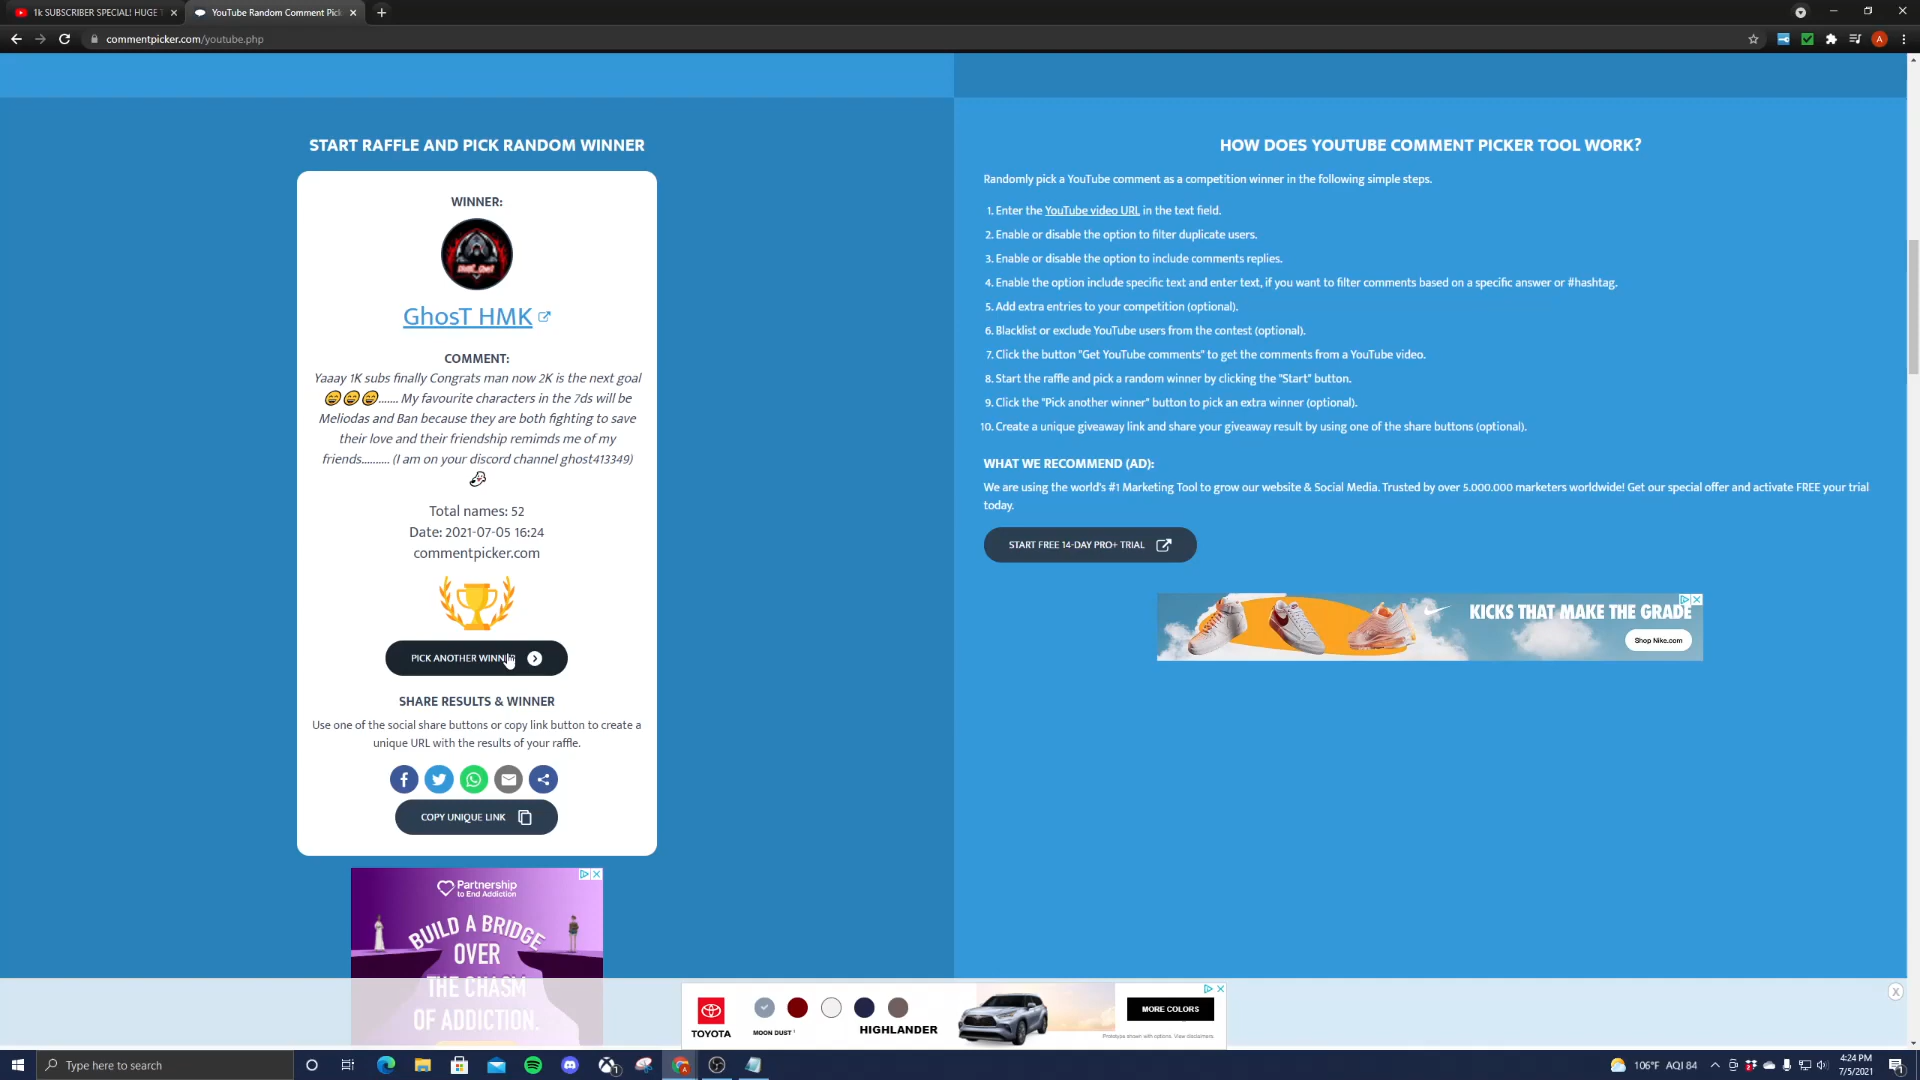 1k SUBSCRIBER SPECIAL! HUGE T
YouTube Random Comment Pick
commentpicker.com/youtube.php
A
START RAFFLE AND PICK RANDOM WINNER
WINNER:
GhosT HMK
COMMENT:
Yaaay 1K subs finally Congrats man now 2K is the next goal
😄😄😄....... My favourite characters in the 7ds will be
Meliodas and Ban because they are both fighting to save
their love and their friendship remimds me of my
friends.......... (I am on your discord channel ghost413349)
Total names: 52
Date: 2021-07-05 16:24
commentpicker.com
PICK ANOTHER WINN
SHARE RESULTS & WINNER
Use one of the social share buttons or copy link button to create a
unique URL with the results of your raffle.
COPY UNIQUE LINK
Partnership
to End Addiction
BUILD A BRIDGE
OVER
THE CHASM
OF ADDICTION.
HOW DOES YOUTUBE COMMENT PICKER TOOL WORK?
Randomly pick a YouTube comment as a competition winner in the following simple steps.
1. Enter the YouTube video URL in the text field.
2. Enable or disable the option to filter duplicate users.
3. Enable or disable the option to include comments replies.
4. Enable the option include specific text and enter text, if you want to filter comments based on a specific answer or #hashtag.
5. Add extra entries to your competition (optional).
6. Blacklist or exclude YouTube users from the contest (optional).
7. Click the button "Get YouTube comments" to get the comments from a YouTube video.
8. Start the raffle and pick a random winner by clicking the "Start" button.
9. Click the "Pick another winner" button to pick an extra winner (optional).
10. Create a unique giveaway link and share your giveaway result by using one of the share buttons (optional).
WHAT WE RECOMMEND (AD):
We are using the world's #1 Marketing Tool to grow our website & Social Media. Trusted by over 5.000.000 marketers worldwide! Get our special offer and activate FREE your trial
today.
START FREE 14-DAY PRO+ TRIAL
KICKS THAT MAKE THE GRADE
Shop Nike.com
TOYOTA
MOON DUST
HIGHLANDER
MORE COLORS
Prototype shown with options. View disclaimers.
Type here to search
106°F AQI 84
4:24 PM
7/5/2021